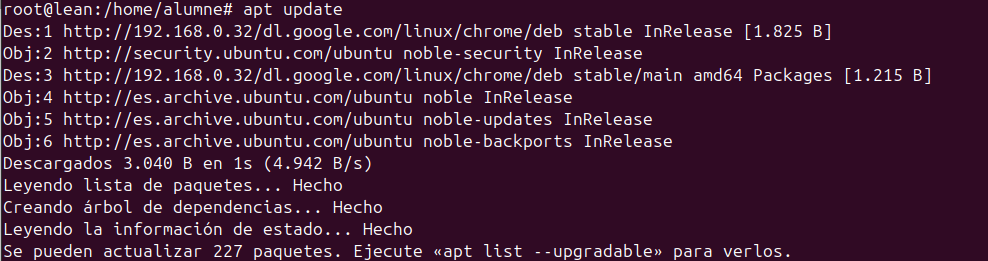 root@lean:/home/alumne# apt update
Des:1 http://192.168.0.32/dl.google.com/linux/chrome/deb stable InRelease [1.825 B]
Obj:2 http://security.ubuntu.com/ubuntu noble-security InRelease
Des:3 http://192.168.0.32/dl.google.com/linux/chrome/deb stable/main amd64 Packages [1.215 B]
Obj:4 http://es.archive.ubuntu.com/ubuntu noble InRelease
Obj:5 http://es.archive.ubuntu.com/ubuntu noble-updates InRelease
Obj:6 http://es.archive.ubuntu.com/ubuntu noble-backports InRelease
Descargados 3.040 B en 1s (4.942 B/s)
Leyendo lista de paquetes... Hecho
Creando árbol de dependencias... Hecho
Leyendo la información de estado... Hecho
Se pueden actualizar 227 paquetes. Ejecute «apt list --upgradable» para verlos.